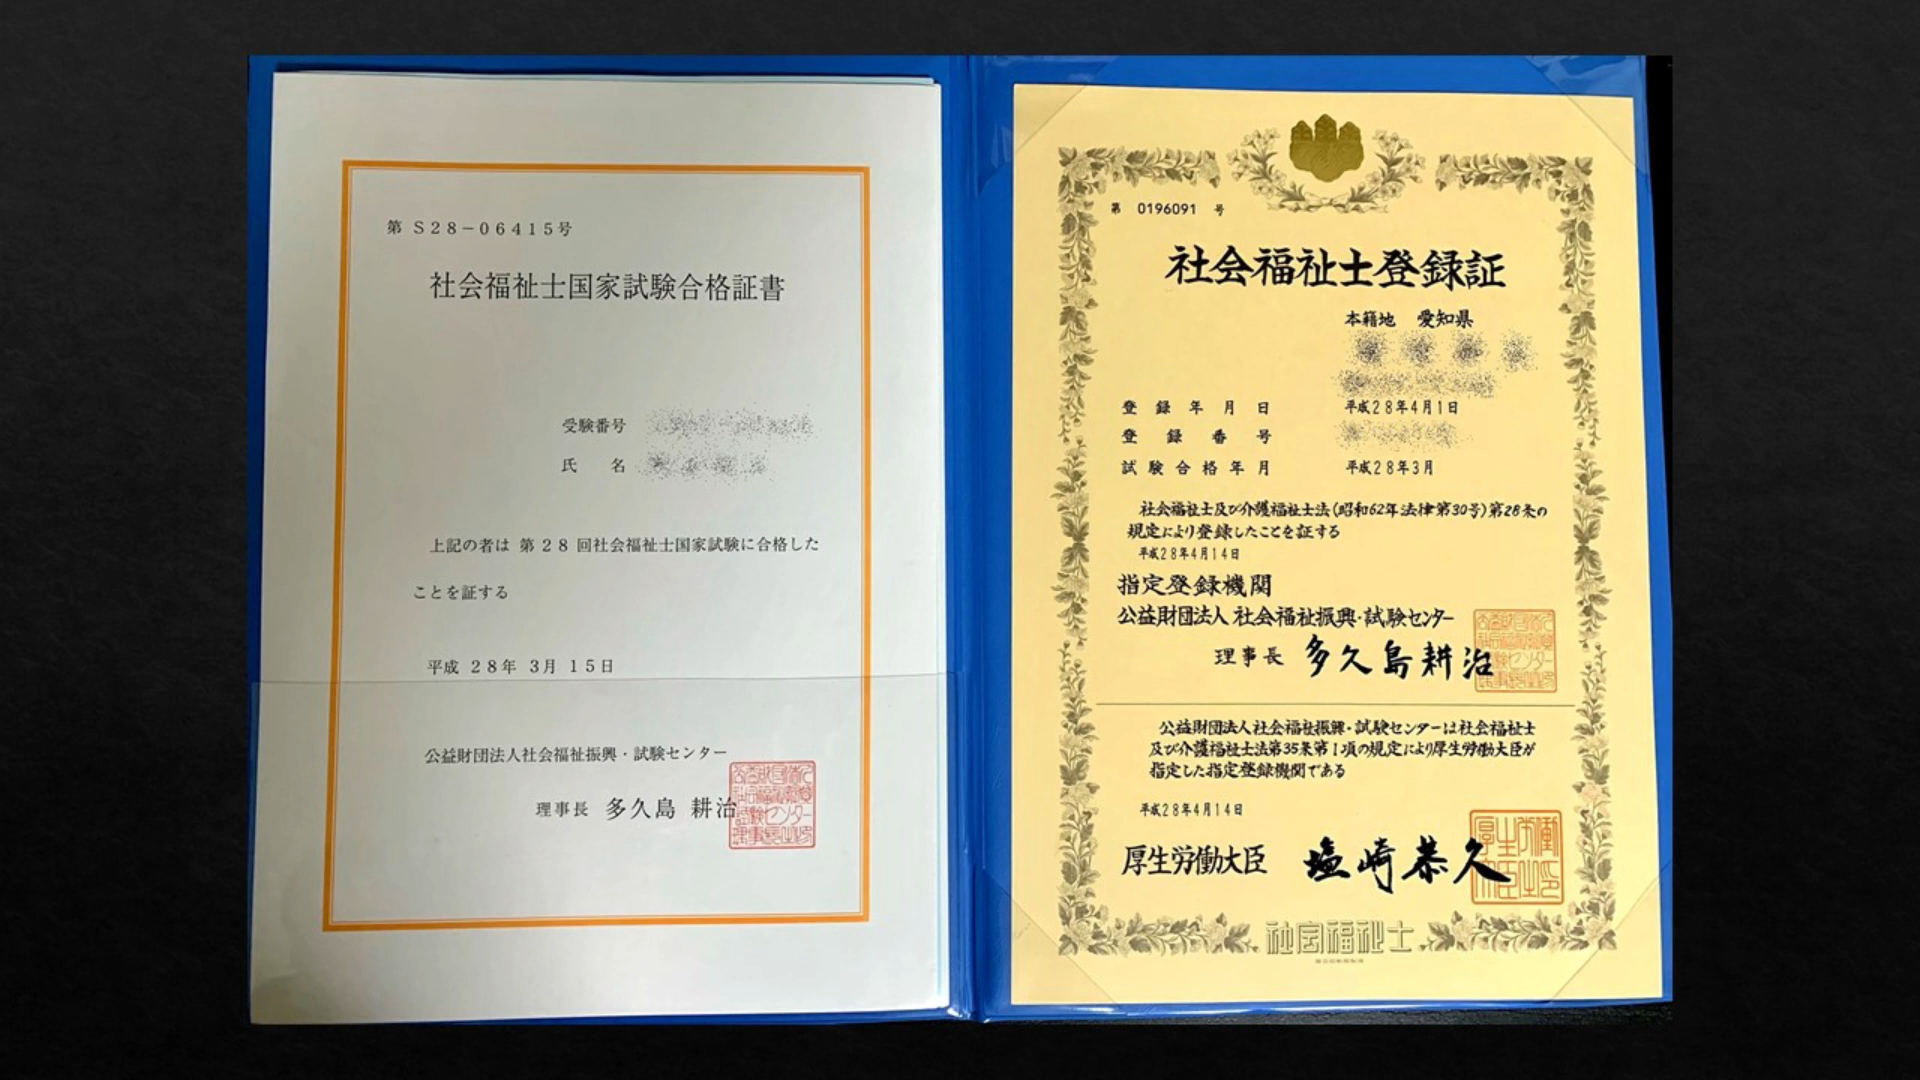 第 S28－06415号
社会福祉士国家試験合格証書
受験番号
氏 名
上記の者は 第 28 回社会福祉士国家試験に合格した
ことを証する
平成 28年 3月 15日
公益財団法人社会福祉振興・試験センター
理事長 多久島 耕治
第 0196091 号
社会福祉士登録証
本籍地 愛知県
登録年月日 平成28年4月1日
登録番号
試験合格年月 平成28年3月
社会福祉士及び介護福祉士法(昭和62年法律第30号)第28条の
規定により登録したことを証する
平成28年4月14日
指定登録機関
公益財団法人 社会福祉振興・試験センター
理事長 多久島耕治
公益財団法人社会福祉振興・試験センターは社会福祉士
及び介護福祉士法第35条第1項の規定により厚生労働大臣が
指定した指定登録機関である
平成28年4月14日
厚生労働大臣 塩崎恭久
社会福祉士